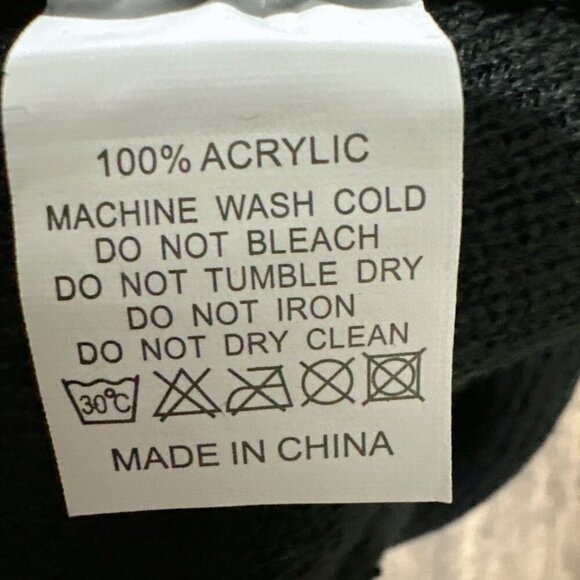 100% ACRYLIC
MACHINE WASH COLD
DO NOT BLEACH
DO NOT TUMBLE DRY
DO NOT IRON
DO NOT DRY CLEAN
30°C
MADE IN CHINA